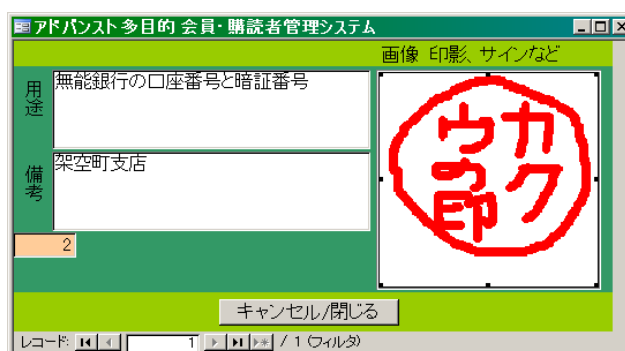 アドバンスト多目的 会員・購読者管理システム
画像 印影、サインなど
用途
無能銀行の口座番号と暗証番号
備考
架空町支店
カク
ウの印
2
キャンセル/閉じる
レコード: 1 / 1 (フィルタ)